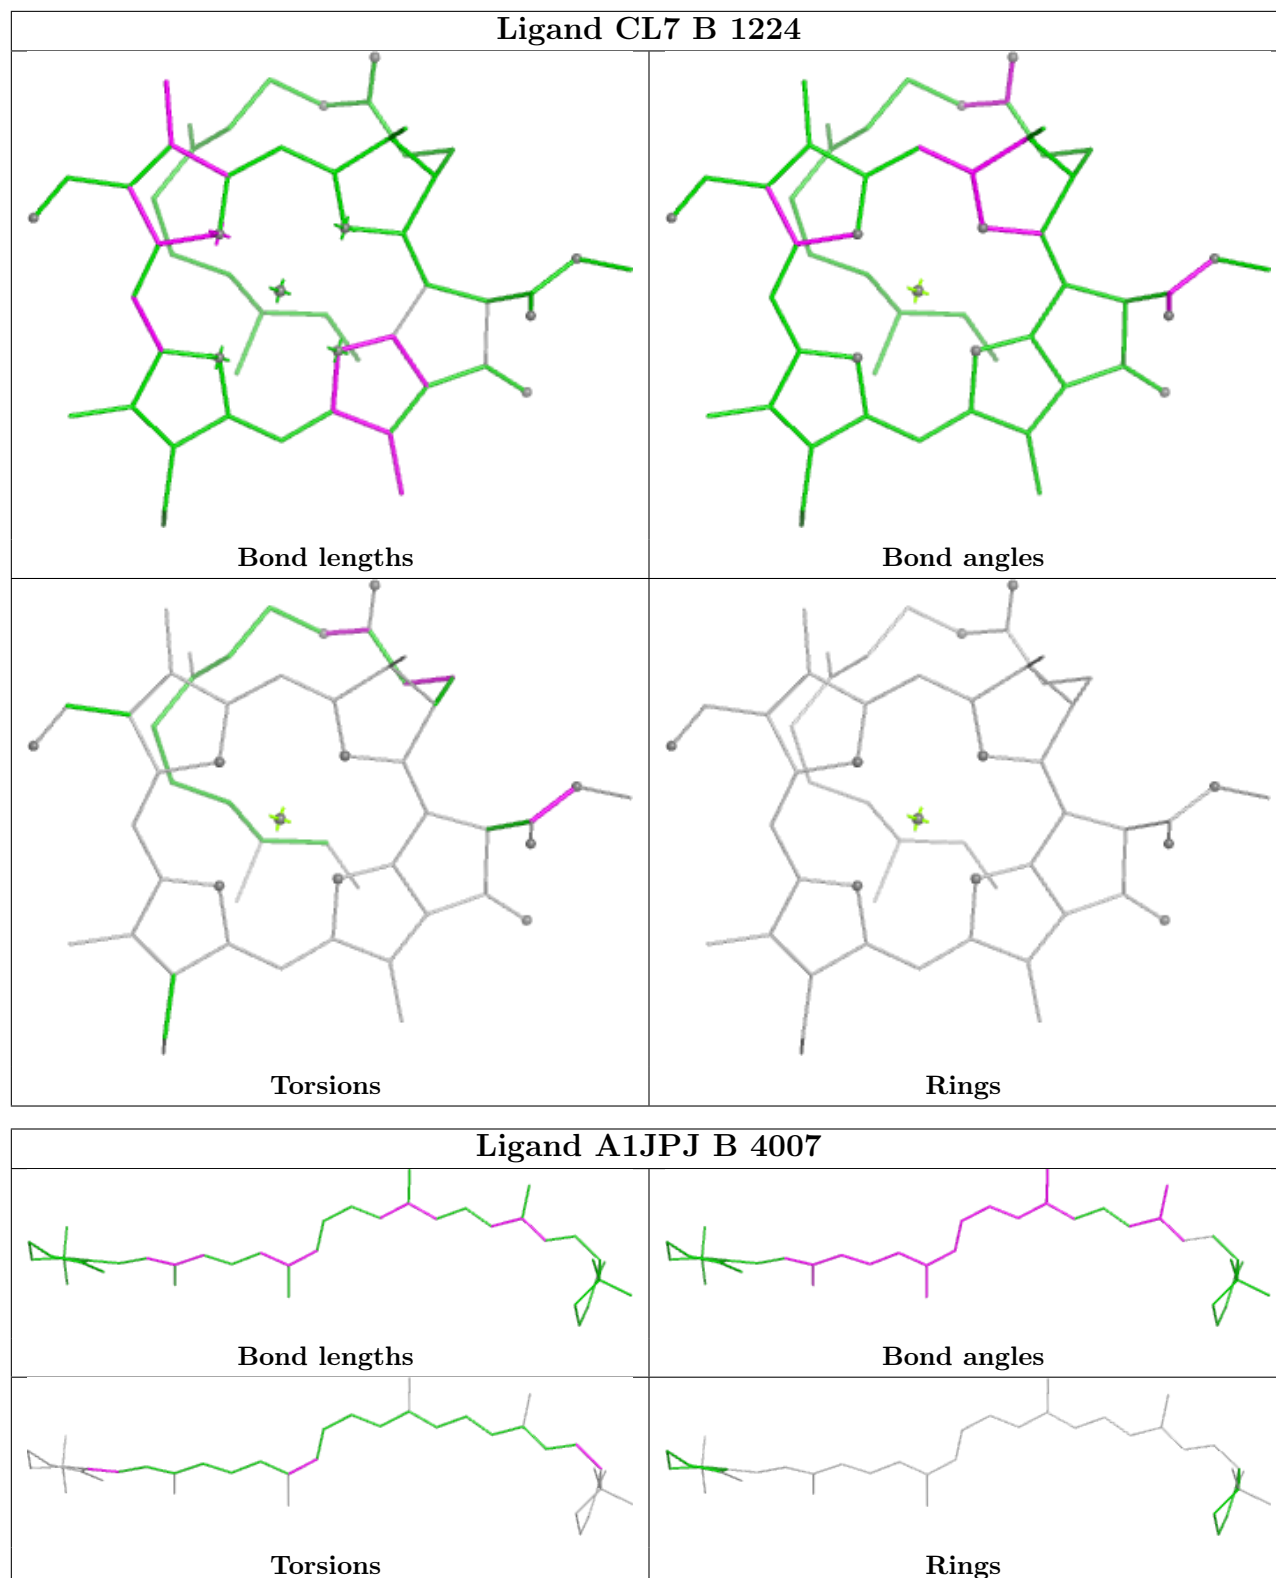 Ligand CL7 B 1224
Bond lengths
Bond angles
Torsions
Rings
Ligand A1JPJ B 4007
Bond lengths
Bond angles
Torsions
Rings